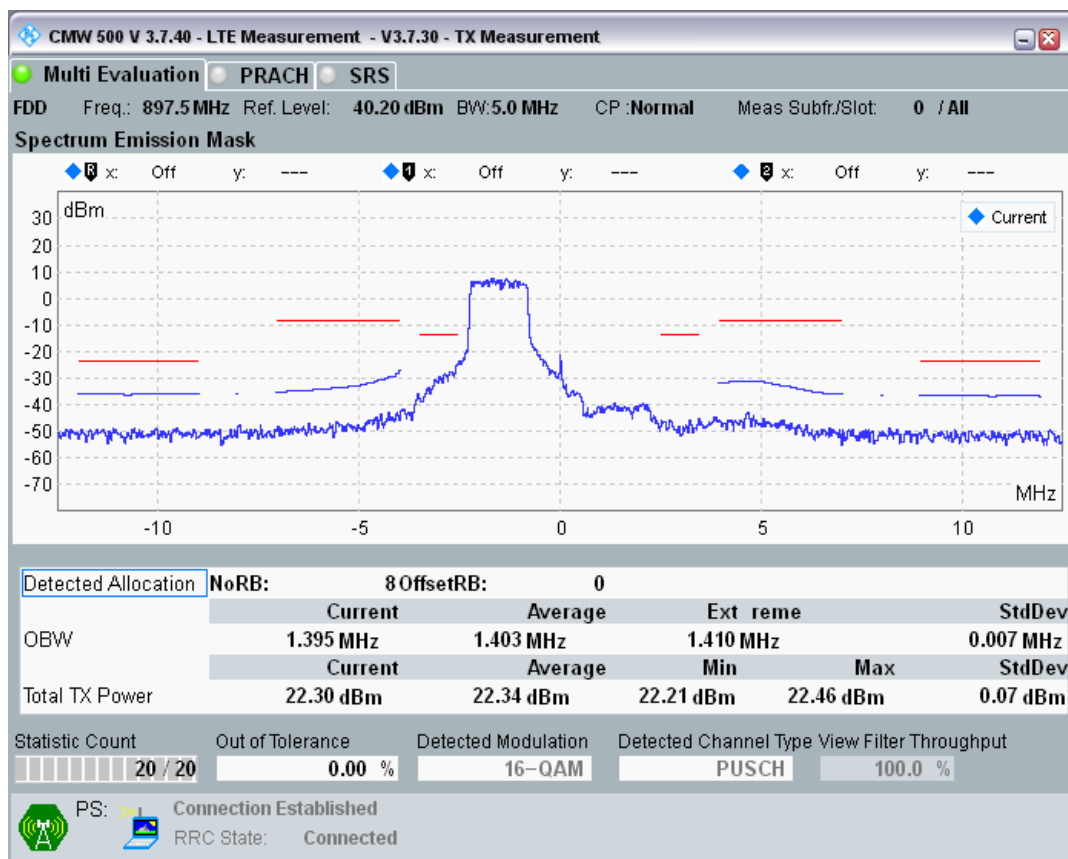 CMW 500 V 3.7.40 - LTE Measurement - V3.7.30 - TX Measurement
Multi Evaluation PRACH SRS
FDD Freq.: 897.5 MHz Ref. Level: 40.20 dBm BW:5.0 MHz CP :Normal Meas Subfr./Slot: 0 / All
Spectrum Emission Mask
R x: Off y: --- 1 x: Off y: --- 2 x: Off y: ---
dBm
Current
30
20
10
0
-10
-20
-30
-40
-50
-60
-70
MHz
-10 -5 0 5 10
Detected Allocation NoRB: 8 OffsetRB: 0
Current Average Ext reme StdDev
OBW 1.395 MHz 1.403 MHz 1.410 MHz 0.007 MHz
Current Average Min Max StdDev
Total TX Power 22.30 dBm 22.34 dBm 22.21 dBm 22.46 dBm 0.07 dBm
Statistic Count Out of Tolerance Detected Modulation Detected Channel Type View Filter Throughput
20 / 20 0.00 % 16-QAM PUSCH 100.0 %
PS: Connection Established
RRC State: Connected